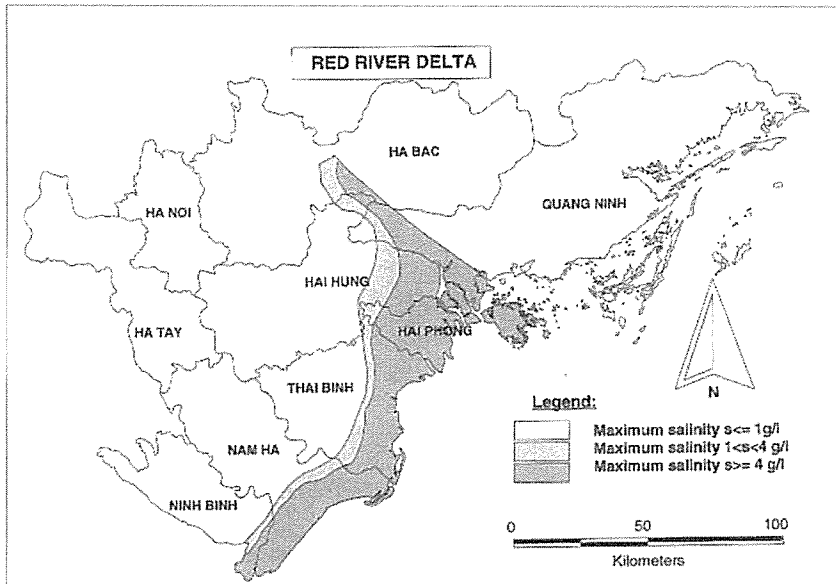 RED RIVER DELTA
HA BAC
HA NOI
QUANG NINH
HAI HUNG
HA TAY
HAI PHONG
THAI BINH
N
NAM HA
NINH BINH
Legend:
Maximum salinity s<= 1g/l
Maximum salinity 1<s<4 g/l
Maximum salinity s>= 4 g/l
0 50 100
Kilometers